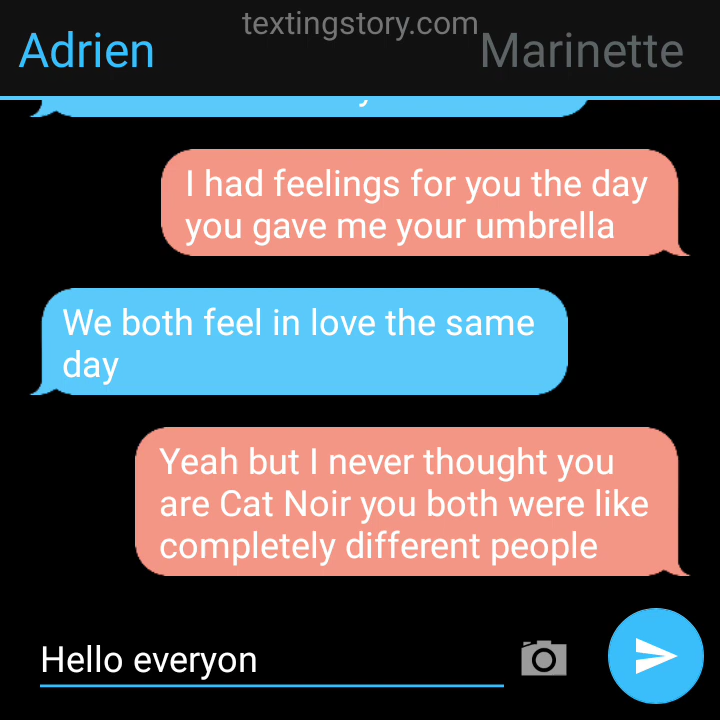 textingstory.com
Adrien
Marinette
I had feelings for you the day
you gave me your umbrella
We both feel in love the same
day
Yeah but I never thought you
are Cat Noir you both were like
completely different people
Hello everyon